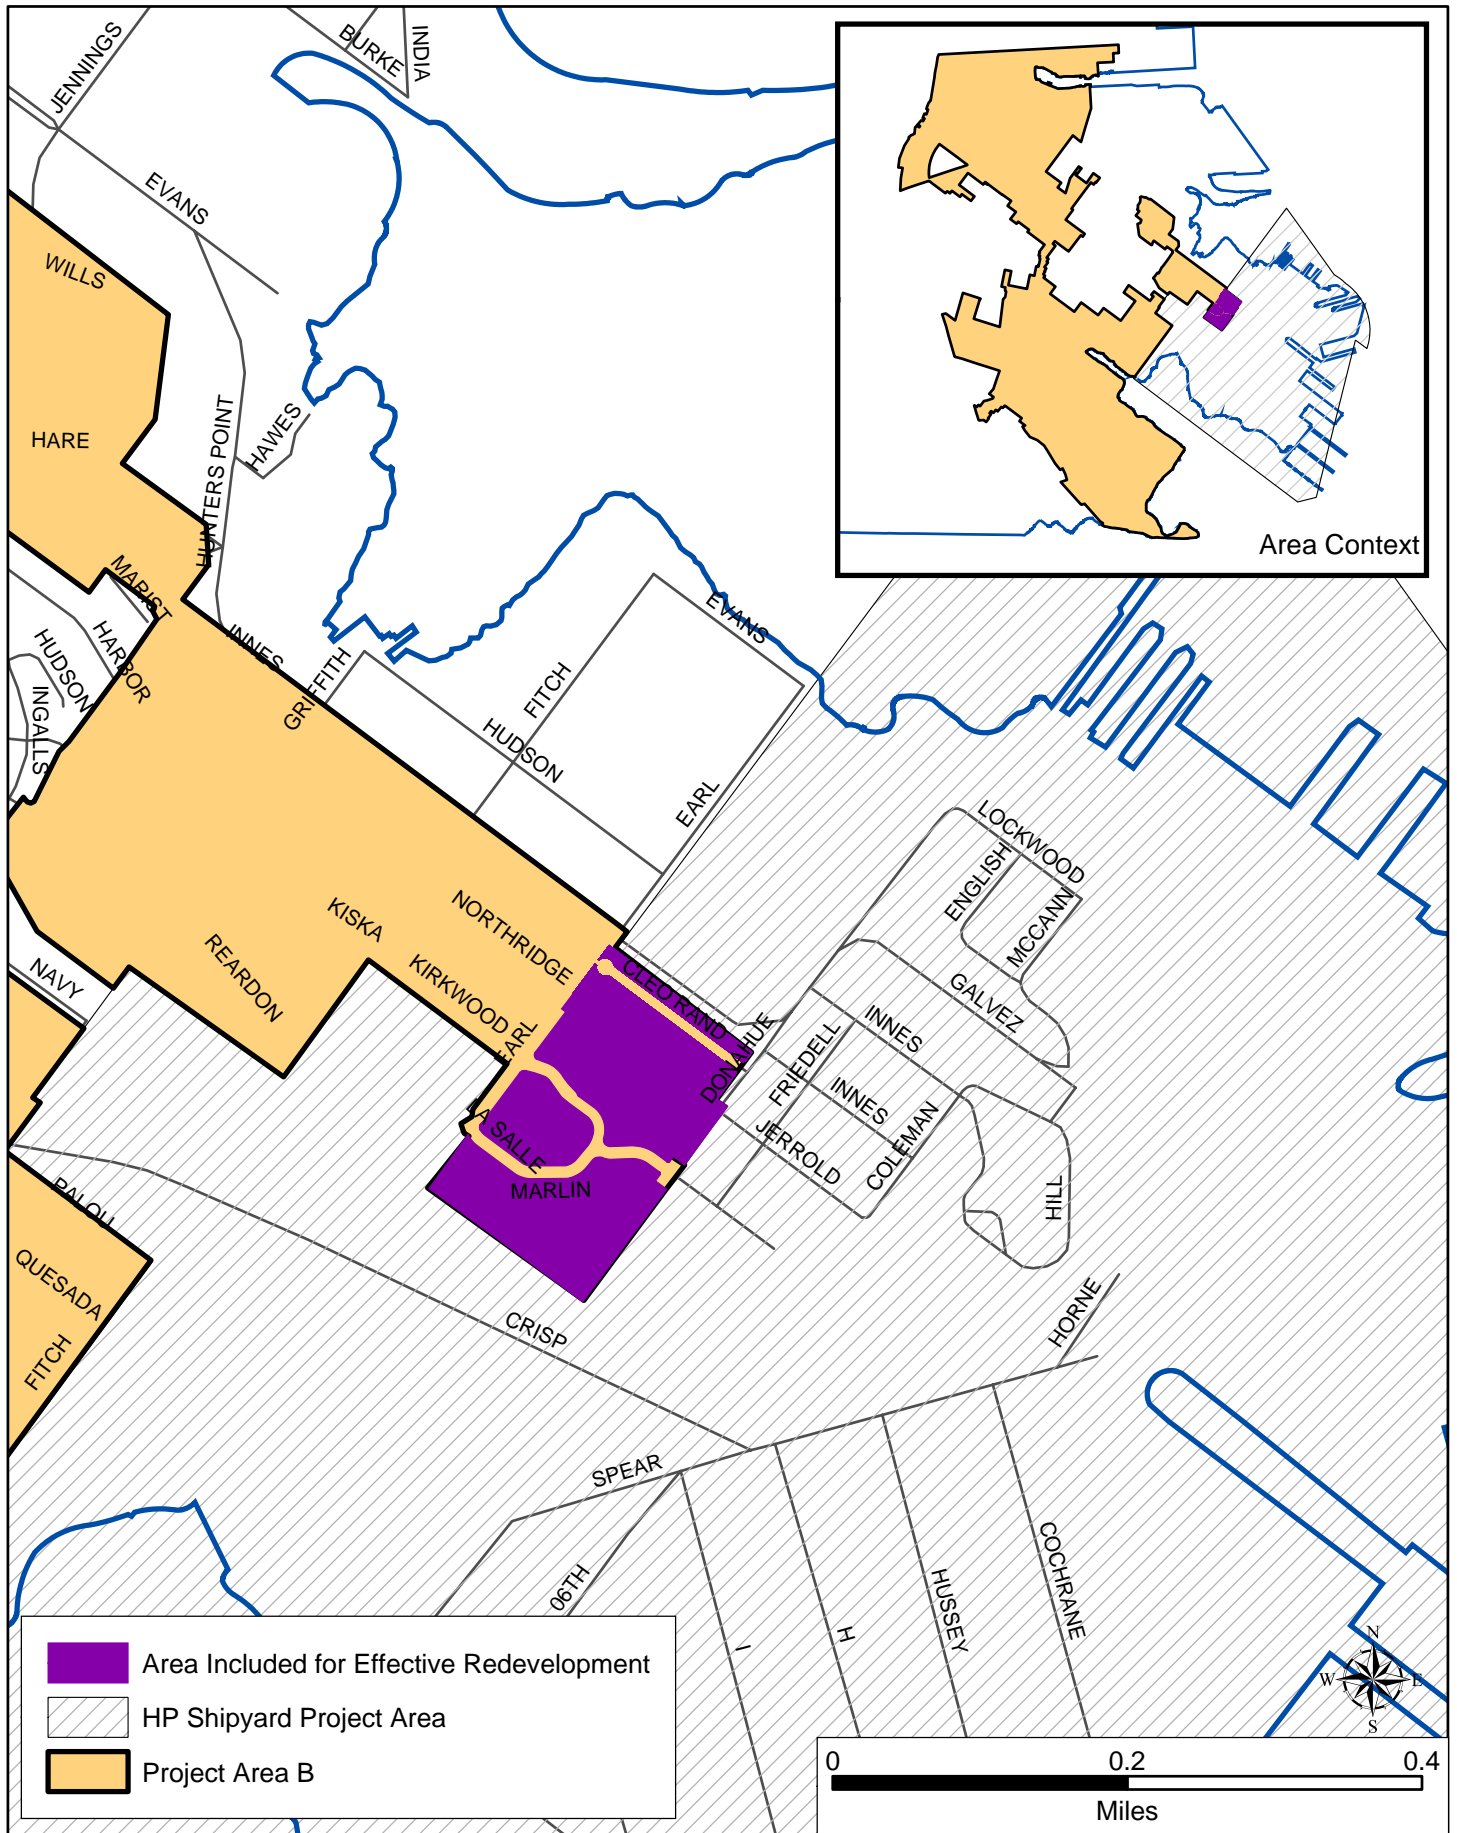 JENNINGS
BURKE
INDIA
EVANS
WILLS
HARE
HUNTERS POINT
HAWES
Area Context
MARIST
HARBOR
HUDSON
INGALLS
INNES
GRIFFITH
EVANS
FITCH
HUDSON
EARL
LOCKWOOD
ENGLISH
MCCANN
GALVEZ
NORTHRIDGE
KISKA
KIRKWOOD
REARDON
NAVY
EARL
CLEO RAND
DONAHUE
FRIEDELL
INNES
INNES
JERROLD
COLEMAN
HILL
LA SALLE
MARLIN
PALOU
QUESADA
FITCH
CRISP
HORNE
SPEAR
06TH
I
H
HUSSEY
COCHRANE
Area Included for Effective Redevelopment
HP Shipyard Project Area
Project Area B
N
W
E
S
0 0.2 0.4
Miles